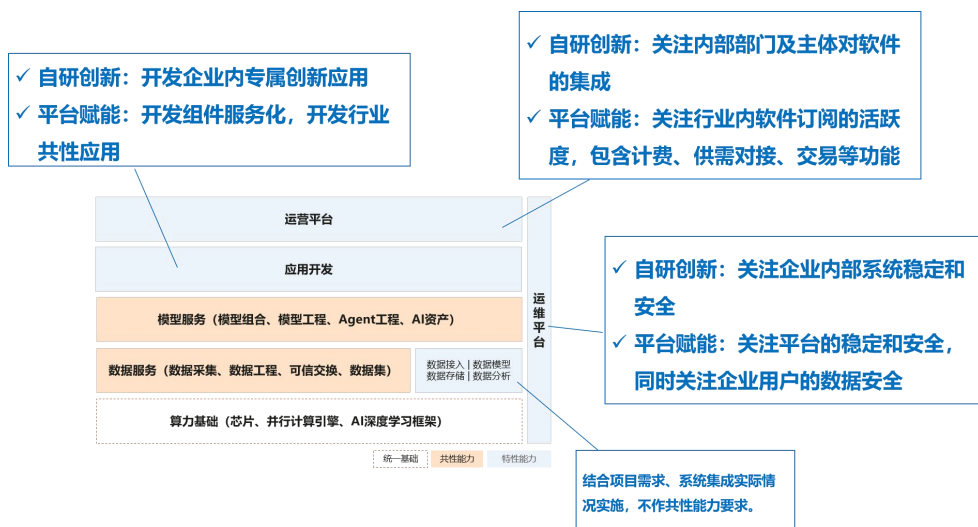 ✓ 自研创新：开发企业内专属创新应用
✓ 平台赋能：开发组件服务化，开发行业
共性应用
✓ 自研创新：关注内部部门及主体对软件
的集成
✓ 平台赋能：关注行业内软件订阅的活跃
度，包含计费、供需对接、交易等功能
运营平台
应用开发
模型服务（模型组合、模型工程、Agent工程、AI资产）
数据服务（数据采集、数据工程、可信交换、数据集）
数据接入 | 数据模型
数据存储 | 数据分析
算力基础（芯片、并行计算引擎、AI深度学习框架）
运维平台
统一基础
共性能力
特性能力
✓ 自研创新：关注企业内部系统稳定和
安全
✓ 平台赋能：关注平台的稳定和安全，
同时关注企业用户的数据安全
结合项目需求、系统集成实际情
况实施，不作共性能力要求。